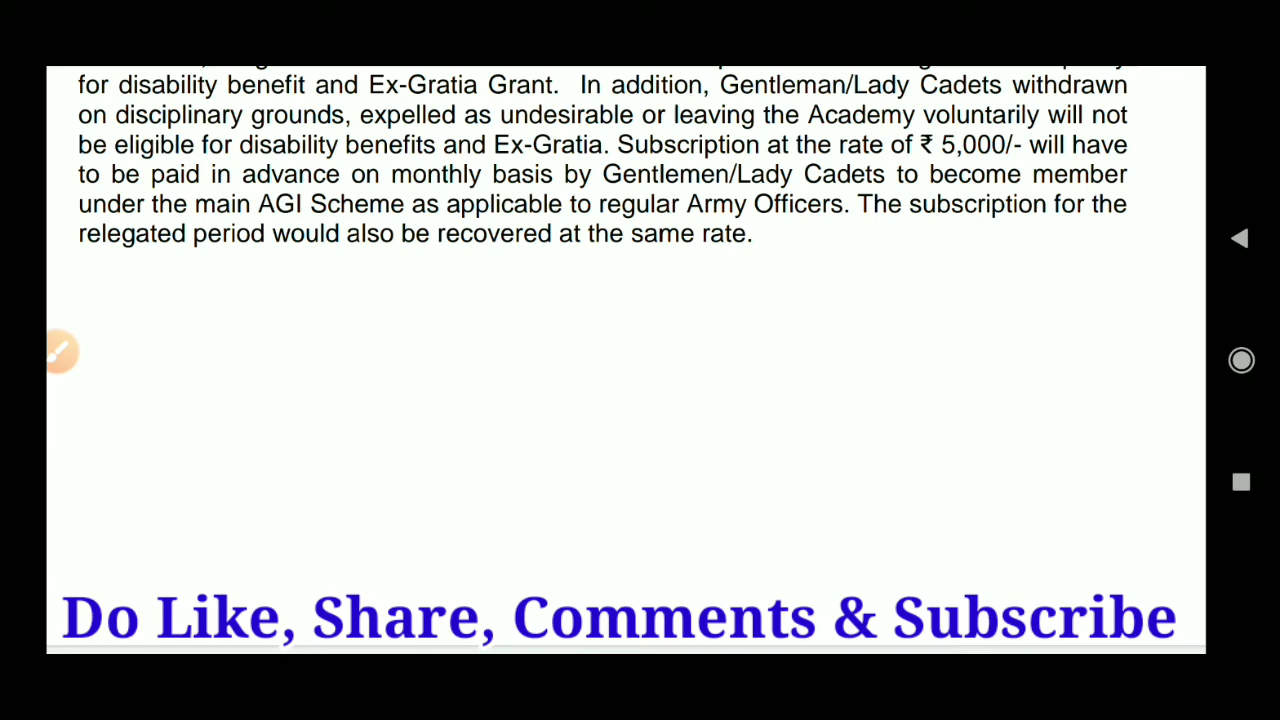 for disability benefit and Ex-Gratia Grant. In addition, Gentleman/Lady Cadets withdrawn
on disciplinary grounds, expelled as undesirable or leaving the Academy voluntarily will not
be eligible for disability benefits and Ex-Gratia. Subscription at the rate of ₹ 5,000/- will have
to be paid in advance on monthly basis by Gentlemen/Lady Cadets to become member
under the main AGI Scheme as applicable to regular Army Officers. The subscription for the
relegated period would also be recovered at the same rate.
Do Like, Share, Comments & Subscribe